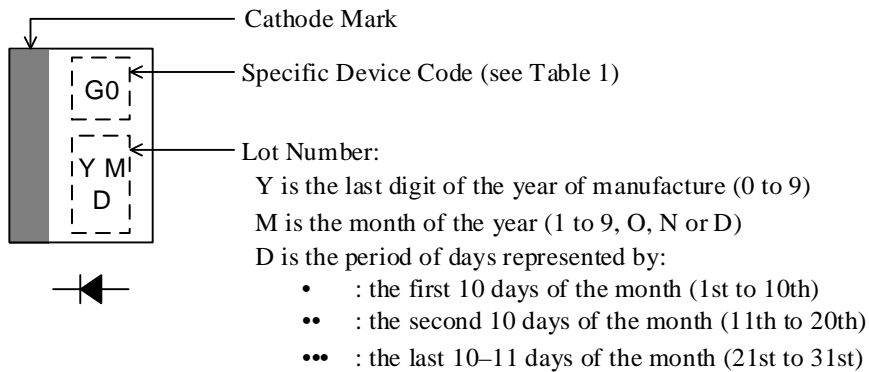 Cathode Mark
Specific Device Code (see Table 1)
G0
Lot Number:
Y M
D
Y is the last digit of the year of manufacture (0 to 9)
M is the month of the year (1 to 9, O, N or D)
D is the period of days represented by:
• : the first 10 days of the month (1st to 10th)
•• : the second 10 days of the month (11th to 20th)
••• : the last 10–11 days of the month (21st to 31st)